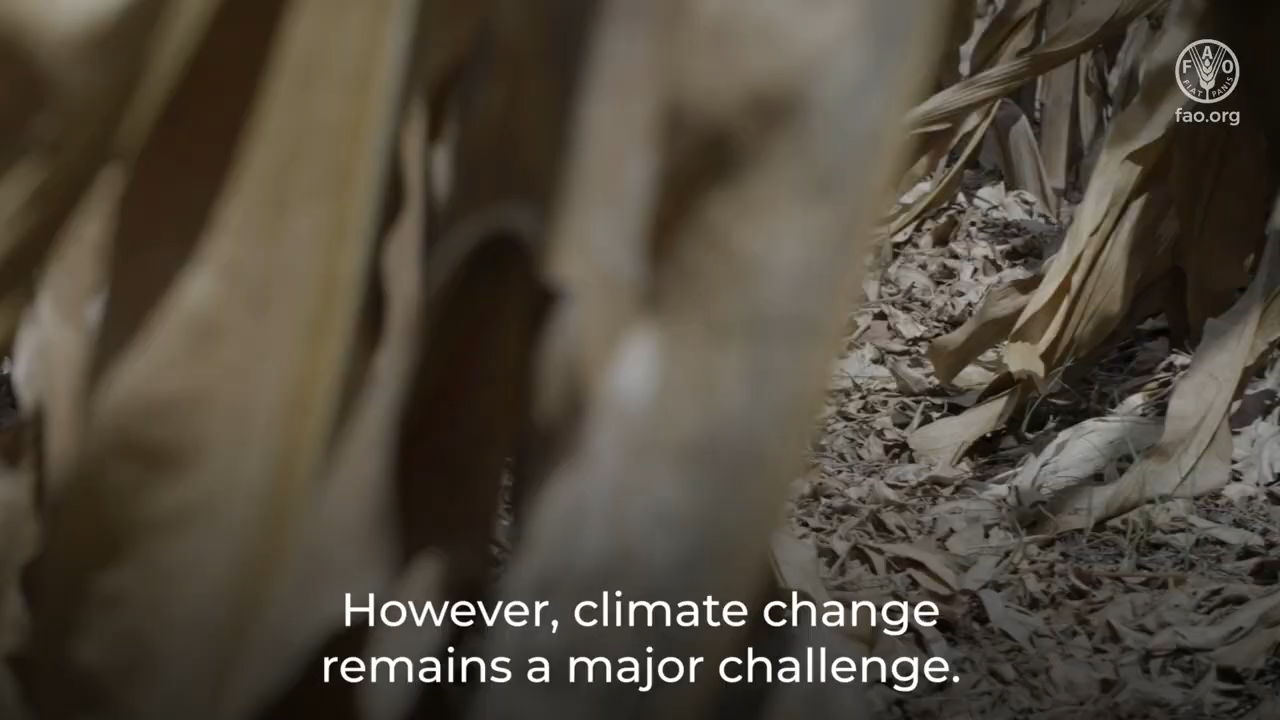 FAO
FIAT PANIS
fao.org
However, climate change
remains a major challenge.